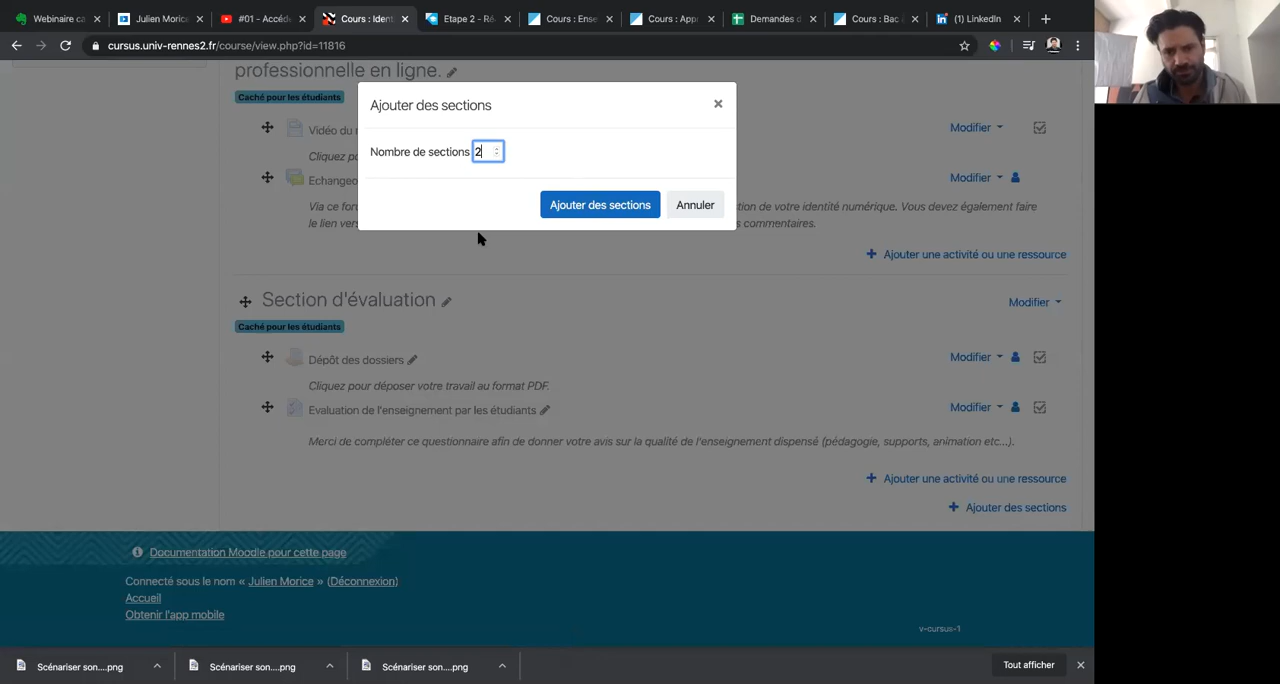 Webinaire ca
Julien Morice
#01 - Accéde
Cours : Ident
Etape 2 - Ré
Cours : Ense
Cours : Appr
Demandes d
Cours : Bac à
(1) LinkedIn
cursus.univ-rennes2.fr/course/view.php?id=11816
professionnelle en ligne.
Caché pour les étudiants
Ajouter des sections
Nombre de sections 2
Ajouter des sections
Annuler
Vidéo du
Modifier
Cliquez po
Echangeo
Modifier
Via ce for
tion de votre identité numérique. Vous devez également faire
le lien vers
s commentaires.
Ajouter une activité ou une ressource
Section d'évaluation
Modifier
Caché pour les étudiants
Dépôt des dossiers
Modifier
Cliquez pour déposer votre travail au format PDF.
Evaluation de l'enseignement par les étudiants
Modifier
Merci de compléter ce questionnaire afin de donner votre avis sur la qualité de l'enseignement dispensé (pédagogie, supports, animation etc...).
Ajouter une activité ou une ressource
Ajouter des sections
Documentation Moodle pour cette page
Connecté sous le nom « Julien Morice » (Déconnexion)
Accueil
Obtenir l'app mobile
v-cursus-1
Scénariser son....png
Scénariser son....png
Scénariser son....png
Tout afficher